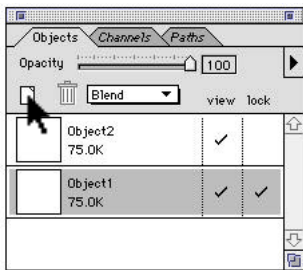 Objects Channels Paths
Opacity 100
Blend view lock
Object2
75.0K
Object1
75.0K